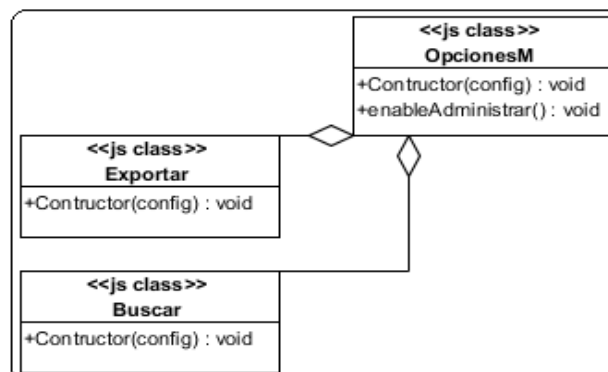 <<js class>>
OpcionesM
+Contructor(config) : void
+enableAdministrar() : void
<<js class>>
Exportar
+Contructor(config) : void
<<js class>>
Buscar
+Contructor(config) : void